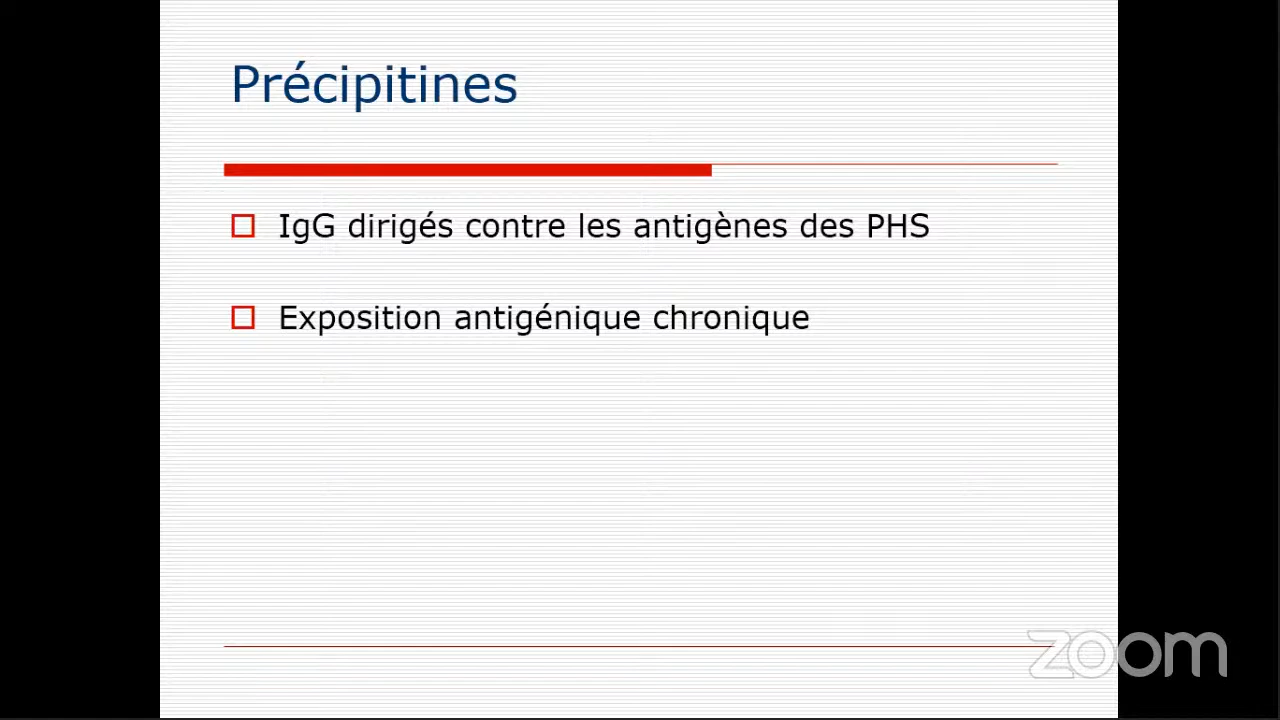 Précipitines
IgG dirigés contre les antigènes des PHS
Exposition antigénique chronique
zoom